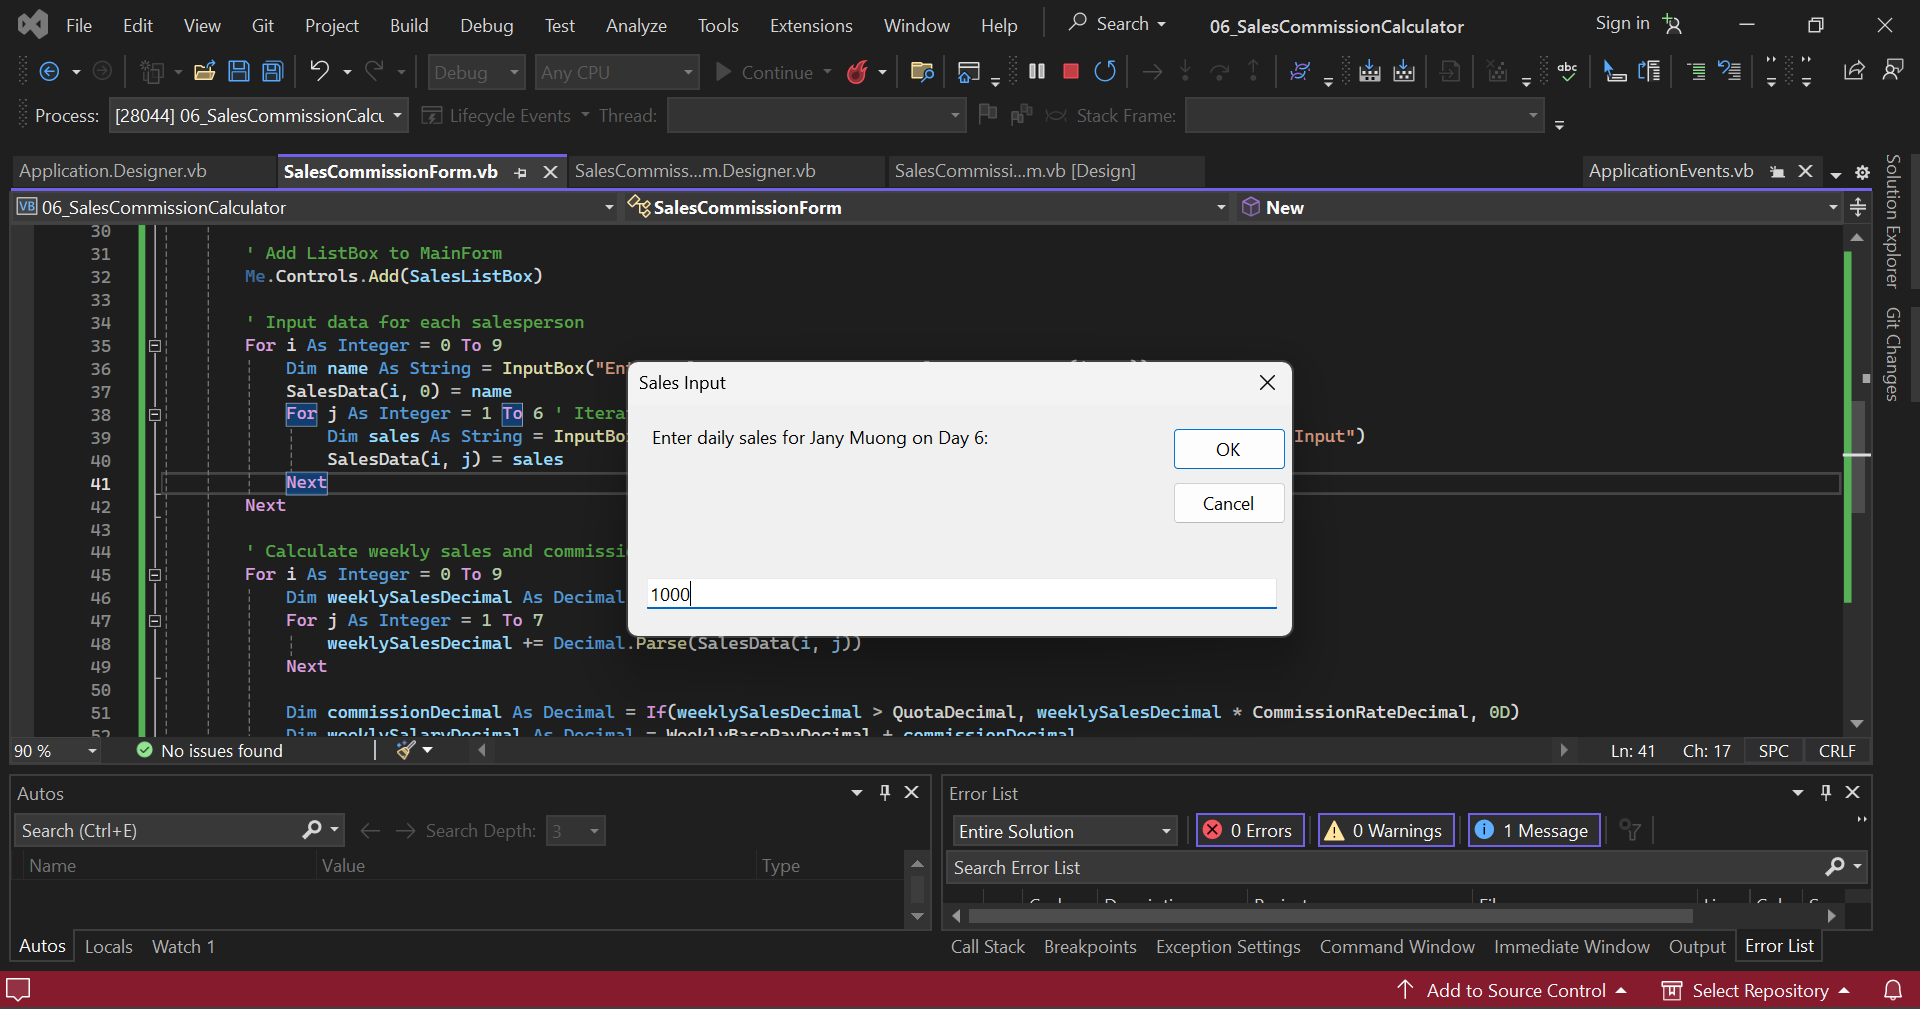 File Edit View Git Project Build Debug Test Analyze Tools Extensions Window Help Search 06_SalesCommissionCalculator Sign in
Debug Any CPU Continue
Process: [28044] 06_SalesCommissionCalcu Lifecycle Events Thread: Stack Frame:
Application.Designer.vb SalesCommissionForm.vb SalesCommiss...m.Designer.vb SalesCommissi...m.vb [Design] ApplicationEvents.vb
VB 06_SalesCommissionCalculator SalesCommissionForm New
Solution Explorer
Git Changes
30
31 ' Add ListBox to MainForm
32 Me.Controls.Add(SalesListBox)
33
34 ' Input data for each salesperson
35 For i As Integer = 0 To 9
36 Dim name As String = InputBox("En
37 SalesData(i, 0) = name
38 For j As Integer = 1 To 6 ' Itera
39 Dim sales As String = InputBo Input")
40 SalesData(i, j) = sales
41 Next
42 Next
43
44 ' Calculate weekly sales and commissi
45 For i As Integer = 0 To 9
46 Dim weeklySalesDecimal As Decimal
47 For j As Integer = 1 To 7
48 weeklySalesDecimal += Decimal.Parse(SalesData(i, j))
49 Next
50
51 Dim commissionDecimal As Decimal = If(weeklySalesDecimal > QuotaDecimal, weeklySalesDecimal * CommissionRateDecimal, 0D)
52 Dim weeklySalaryDecimal As Decimal = WeeklyBasePayDecimal + commissionDecimal
Sales Input
Enter daily sales for Jany Muong on Day 6:
OK
Cancel
1000
90 % No issues found Ln: 41 Ch: 17 SPC CRLF
Autos
Search (Ctrl+E) Search Depth: 3
Name Value Type
Autos Locals Watch 1
Error List
Entire Solution 0 Errors 0 Warnings 1 Message
Search Error List
Call Stack Breakpoints Exception Settings Command Window Immediate Window Output Error List
Add to Source Control Select Repository